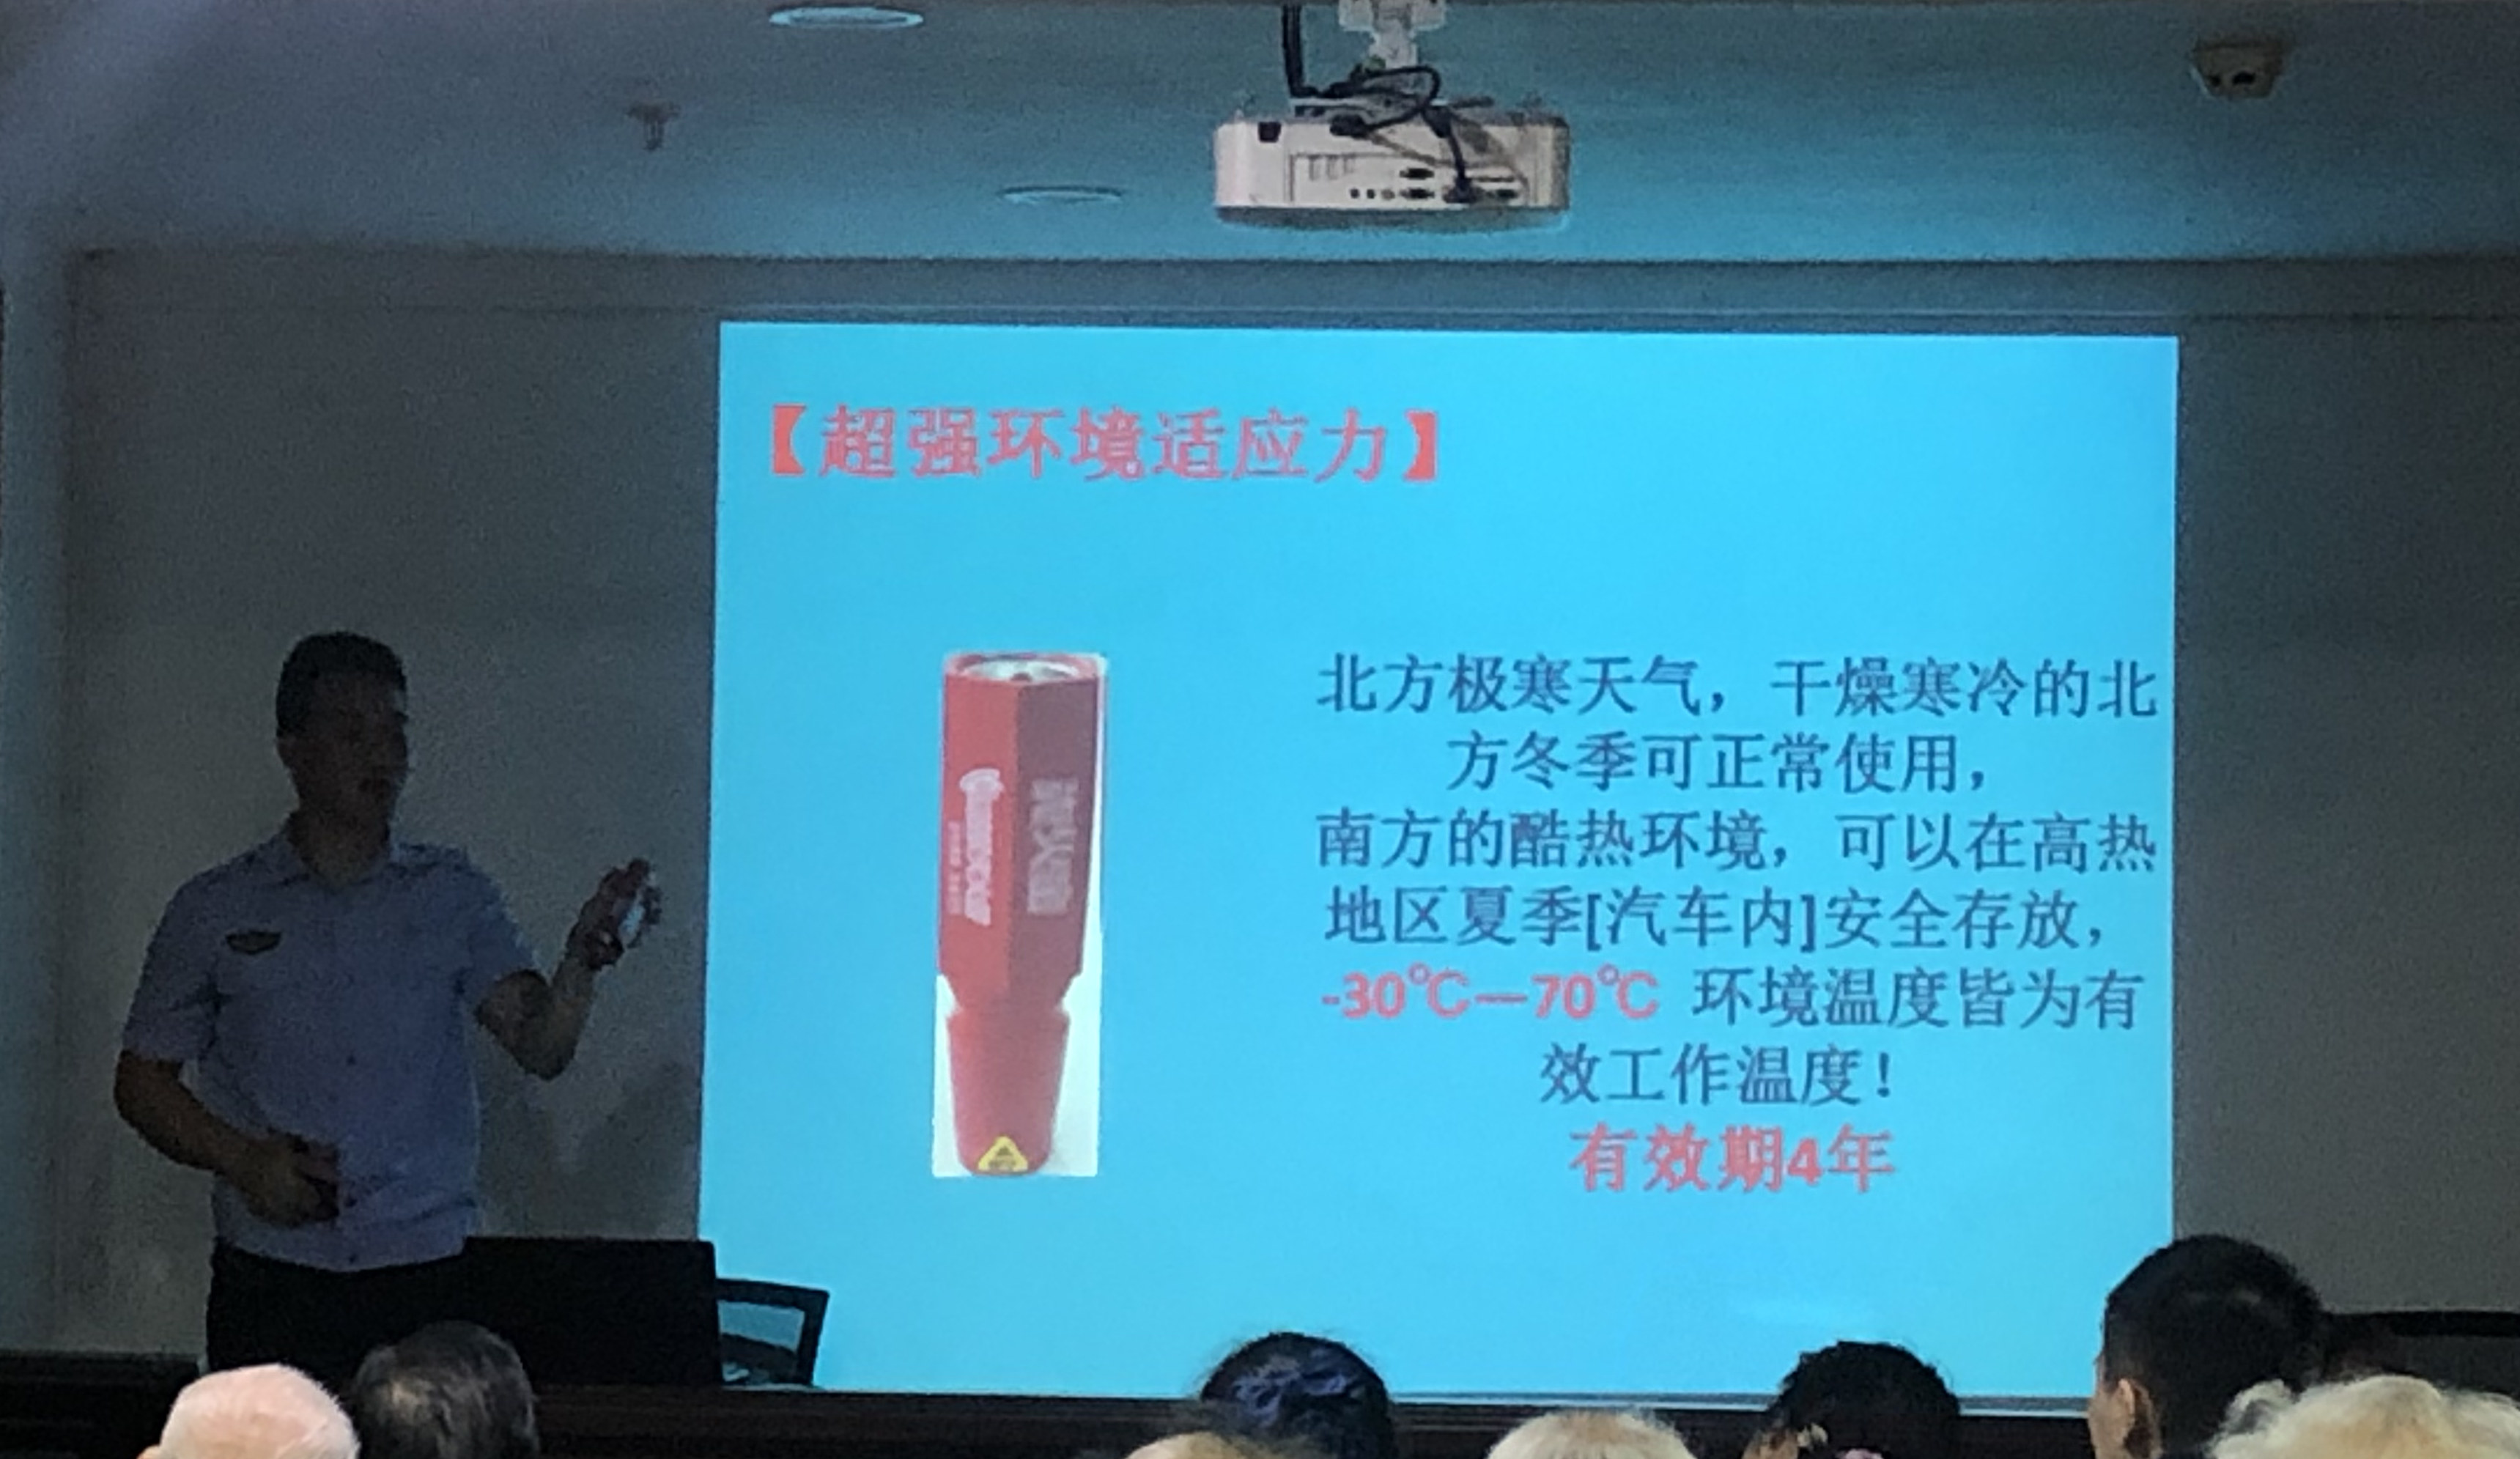 【超强环境适应力】
北方极寒天气，干燥寒冷的北
方冬季可正常使用，
南方的酷热环境，可以在高热
地区夏季[汽车内]安全存放，
-30℃—70℃ 环境温度皆为有
效工作温度！
有效期4年